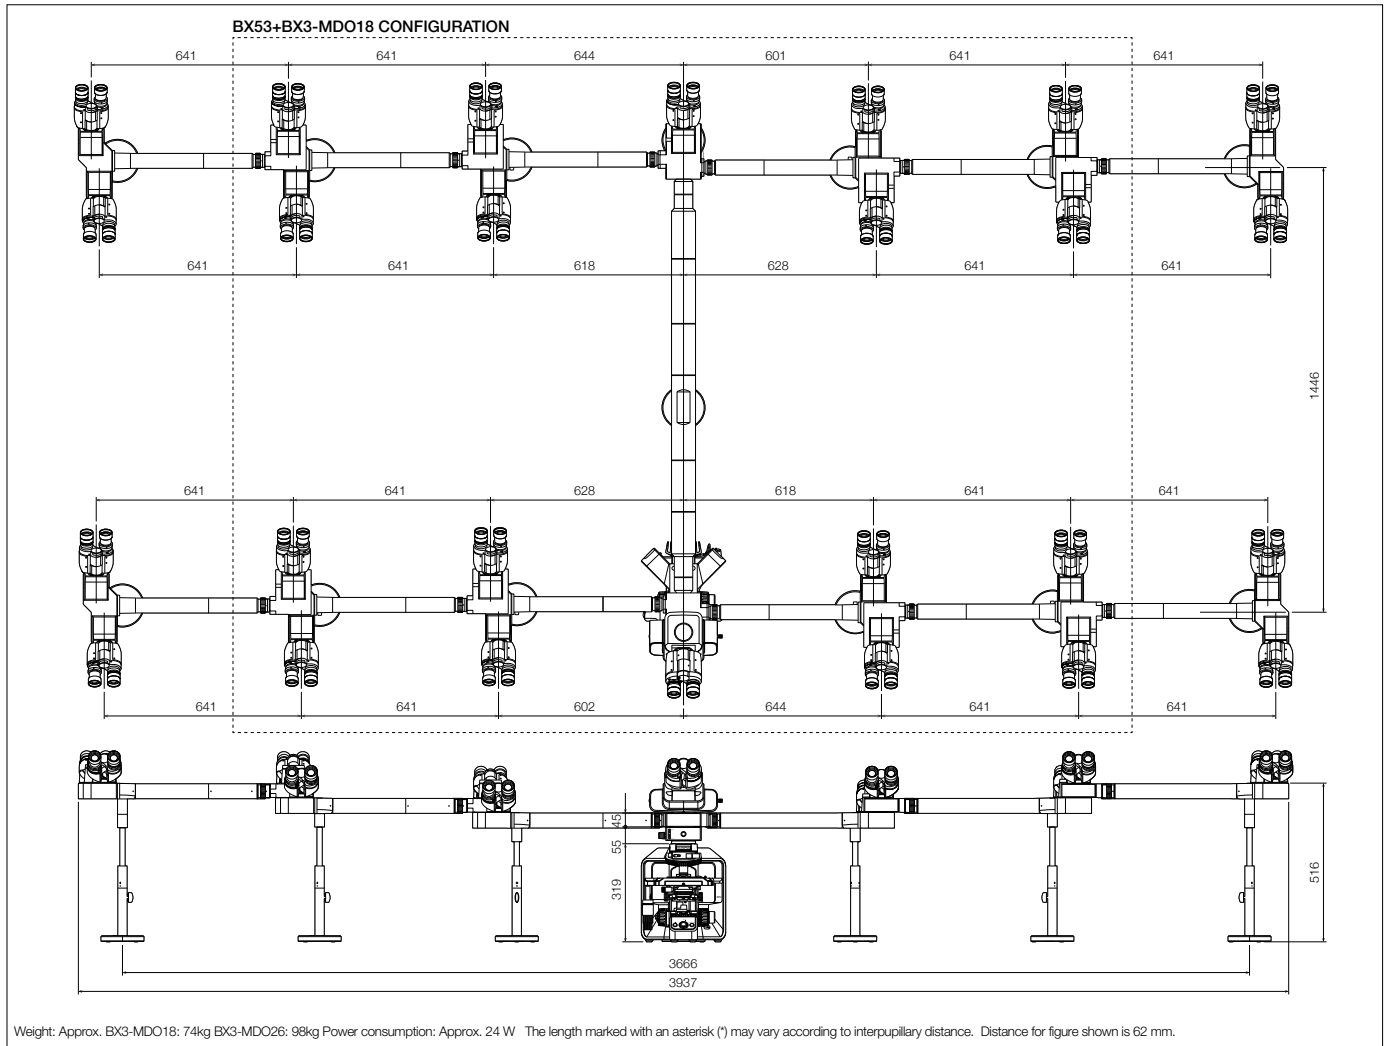 BX53+BX3-MDO18 CONFIGURATION
641 641 644 601 641 641
641 641 618 628 641 641
1446
641 641 628 618 641 641
641 641 602 644 641 641
45
55
319
516
3666
3937
Weight: Approx. BX3-MDO18: 74kg BX3-MDO26: 98kg Power consumption: Approx. 24 W The length marked with an asterisk (*) may vary according to interpupillary distance. Distance for figure shown is 62 mm.